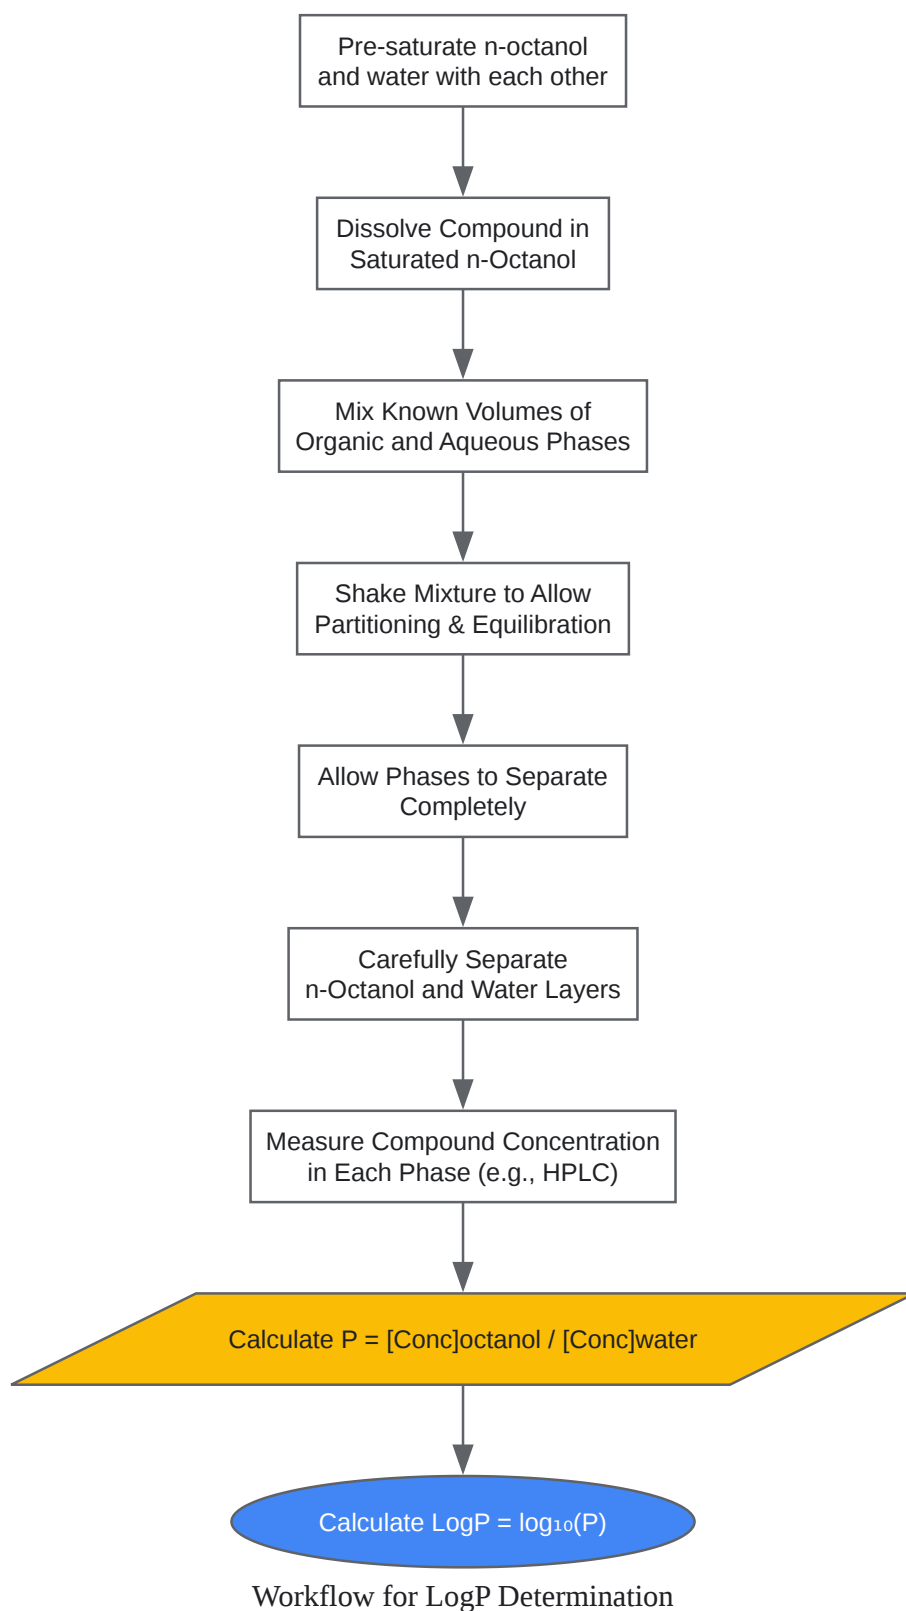 Pre-saturate n-octanol
and water with each other
Dissolve Compound in
Saturated n-Octanol
Mix Known Volumes of
Organic and Aqueous Phases
Shake Mixture to Allow
Partitioning & Equilibration
Allow Phases to Separate
Completely
Carefully Separate
n-Octanol and Water Layers
Measure Compound Concentration
in Each Phase (e.g., HPLC)
Calculate P = [Conc]octanol / [Conc]water
Calculate LogP = log₁₀(P)
Workflow for LogP Determination